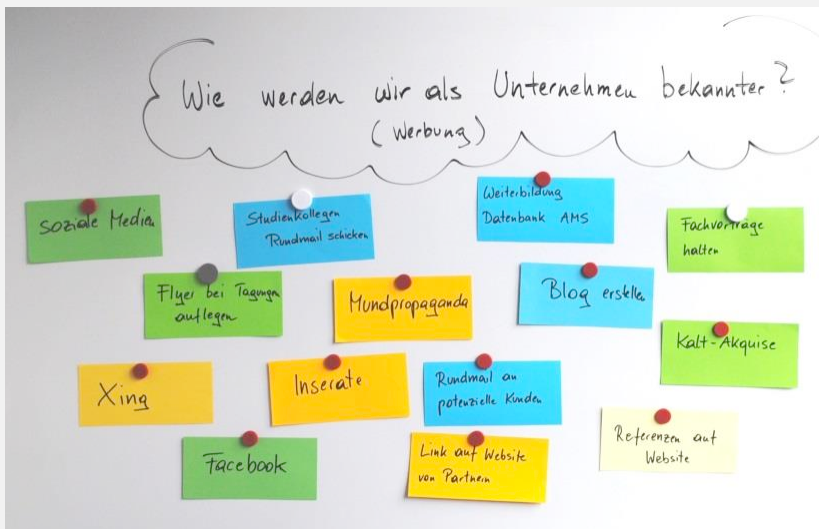 Wie werden wir als Unternehmen bekannter?
(Werbung)
Soziale Medien
Studienkollegen
Rundmail schicken
Weiterbildung
Datenbank AMS
Fachvorträge
halten
Flyer bei Tagungen
auflegen
Mundpropaganda
Blog erstellen
Kalt-Akquise
Xing
Inserate
Rundmail an
potenzielle Kunden
Referenzen auf
Website
Facebook
Link auf Website
von Partnern